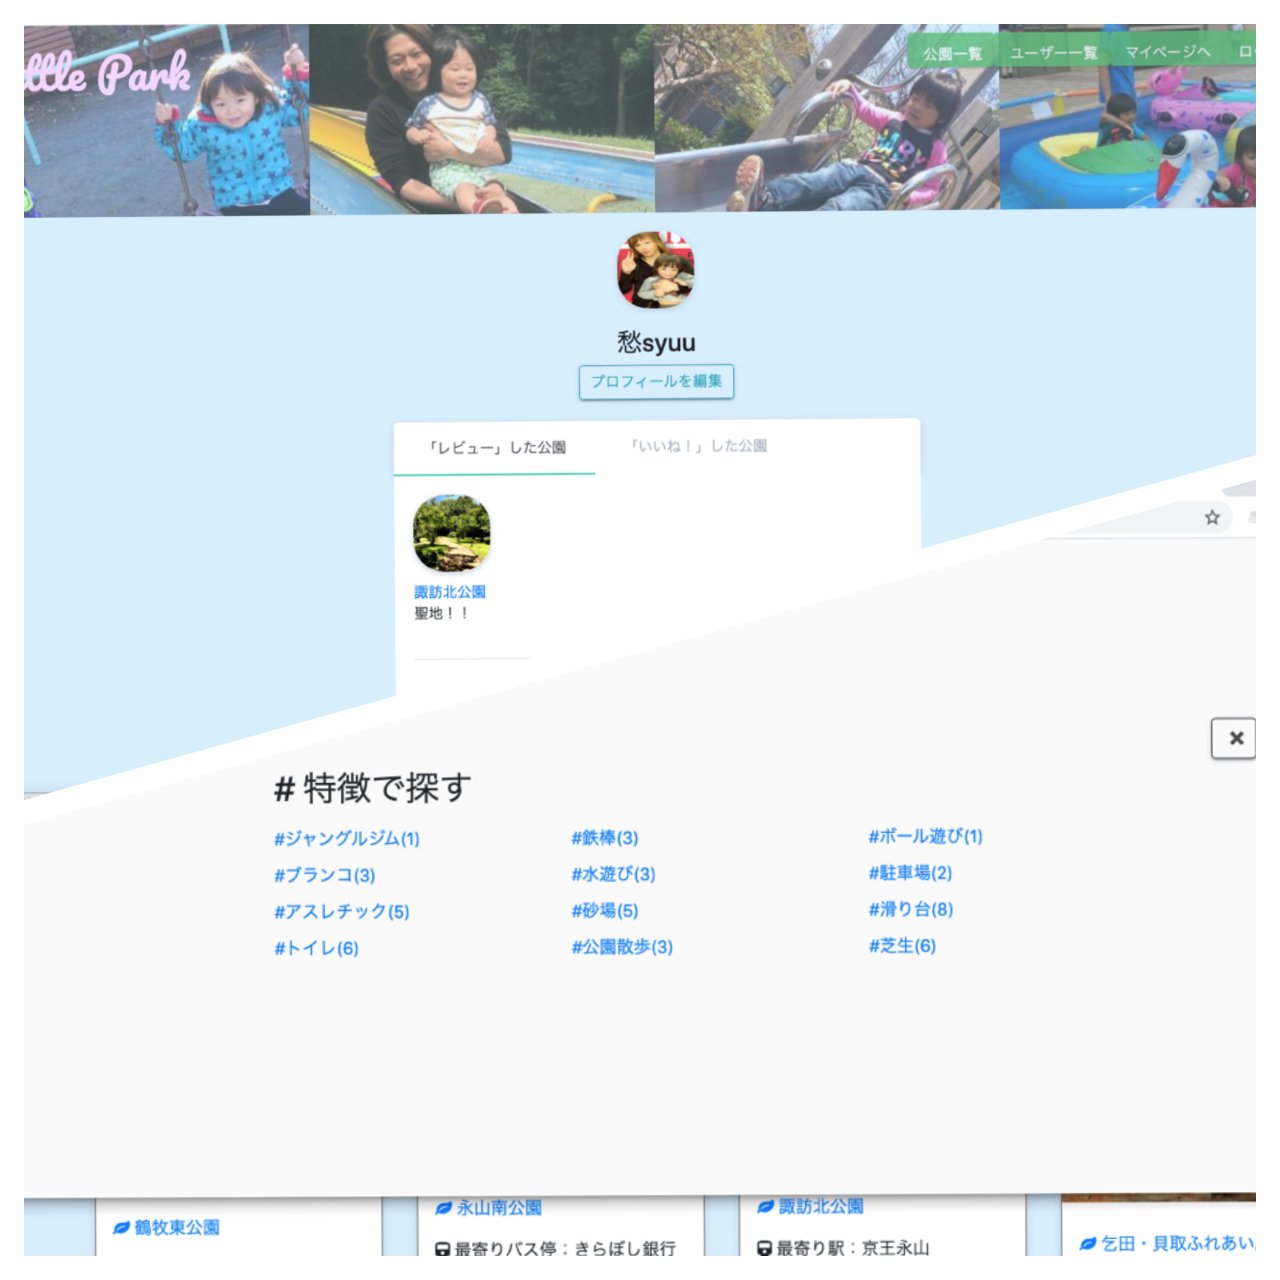 ttle Park
公園一覧 ユーザー一覧 マイページへ ロ
愁syuu
プロフィールを編集
「レビュー」した公園 「いいね！」した公園
諏訪北公園
聖地！！
# 特徴で探す
#ジャングルジム(1) #鉄棒(3) #ボール遊び(1)
#ブランコ(3) #水遊び(3) #駐車場(2)
#アスレチック(5) #砂場(5) #滑り台(8)
#トイレ(6) #公園散歩(3) #芝生(6)
鶴牧東公園
永山南公園
最寄りバス停：きらぼし銀行
諏訪北公園
最寄り駅：京王永山
乞田・貝取ふれあい